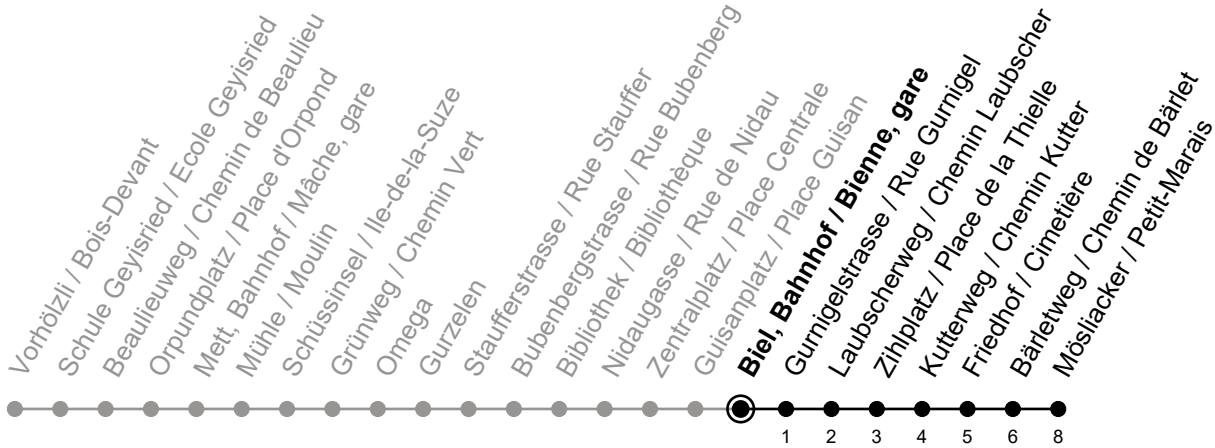 Vorhölzli / Bois-Devant
Schule Geyisried / Ecole Geyisried
Beaulieuweg / Chemin de Beaulieu
Orpundplatz / Place d'Orpond
Mett, Bahnhof / Mâche, gare
Mühle / Moulin
Schüssinsel / Ile-de-la-Suze
Grünweg / Chemin Vert
Omega
Gurzelen
Staufferstrasse / Rue Stauffer
Bubenbergstrasse / Rue Bubenberg
Bibliothek / Bibliothèque
Nidaugasse / Rue de Nidau
Zentralplatz / Place Centrale
Guisanplatz / Place Guisan
Biel, Bahnhof / Bienne, gare
Gurnigelstrasse / Rue Gurnigel
Laubscherweg / Chemin Laubscher
Zihlplatz / Place de la Thielle
Kutterweg / Chemin Kutter
Friedhof / Cimetière
Bärletweg / Chemin de Bärlet
Mösliacker / Petit-Marais
1 2 3 4 5 6 8